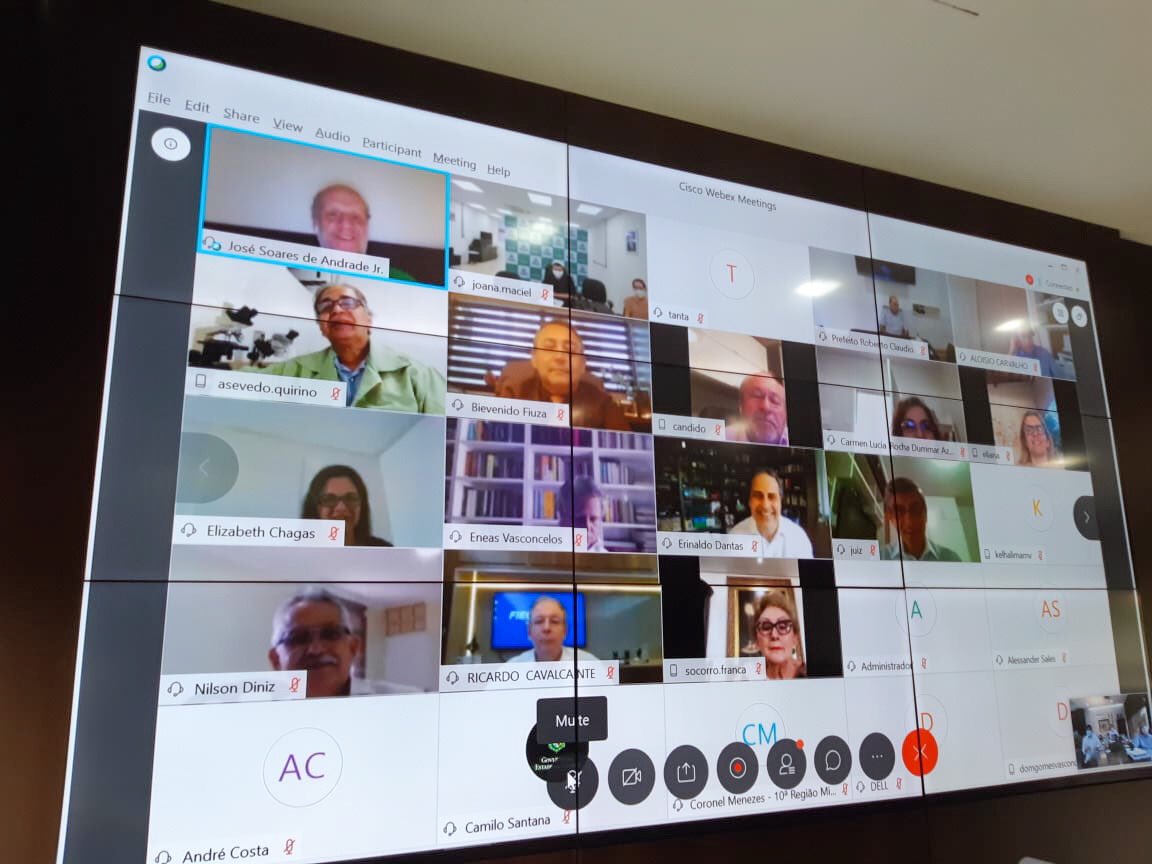 File Edit Share View Audio Participant Meeting Help
Cisco Webex Meetings
Connected
José Soares de Andrade Jr.
joana.maciel
T
tanta
Prefeito Roberto Claudio
ALOISIO CARVALHO
asevedo.quirino
Bievenido Fiuza
candido
Carmen Lucia Rocha Dummar Az...
eliana
Elizabeth Chagas
Eneas Vasconcelos
Erinaldo Dantas
juiz
K
kelhalimamv
Nilson Diniz
FIEC
RICARDO CAVALCANTE
socorro.franca
A
Administrador
AS
Alessander Sales
AC
André Costa
Mute
Camilo Santana
CM
Coronel Menezes - 10ª Região Mi...
D
DELL
D